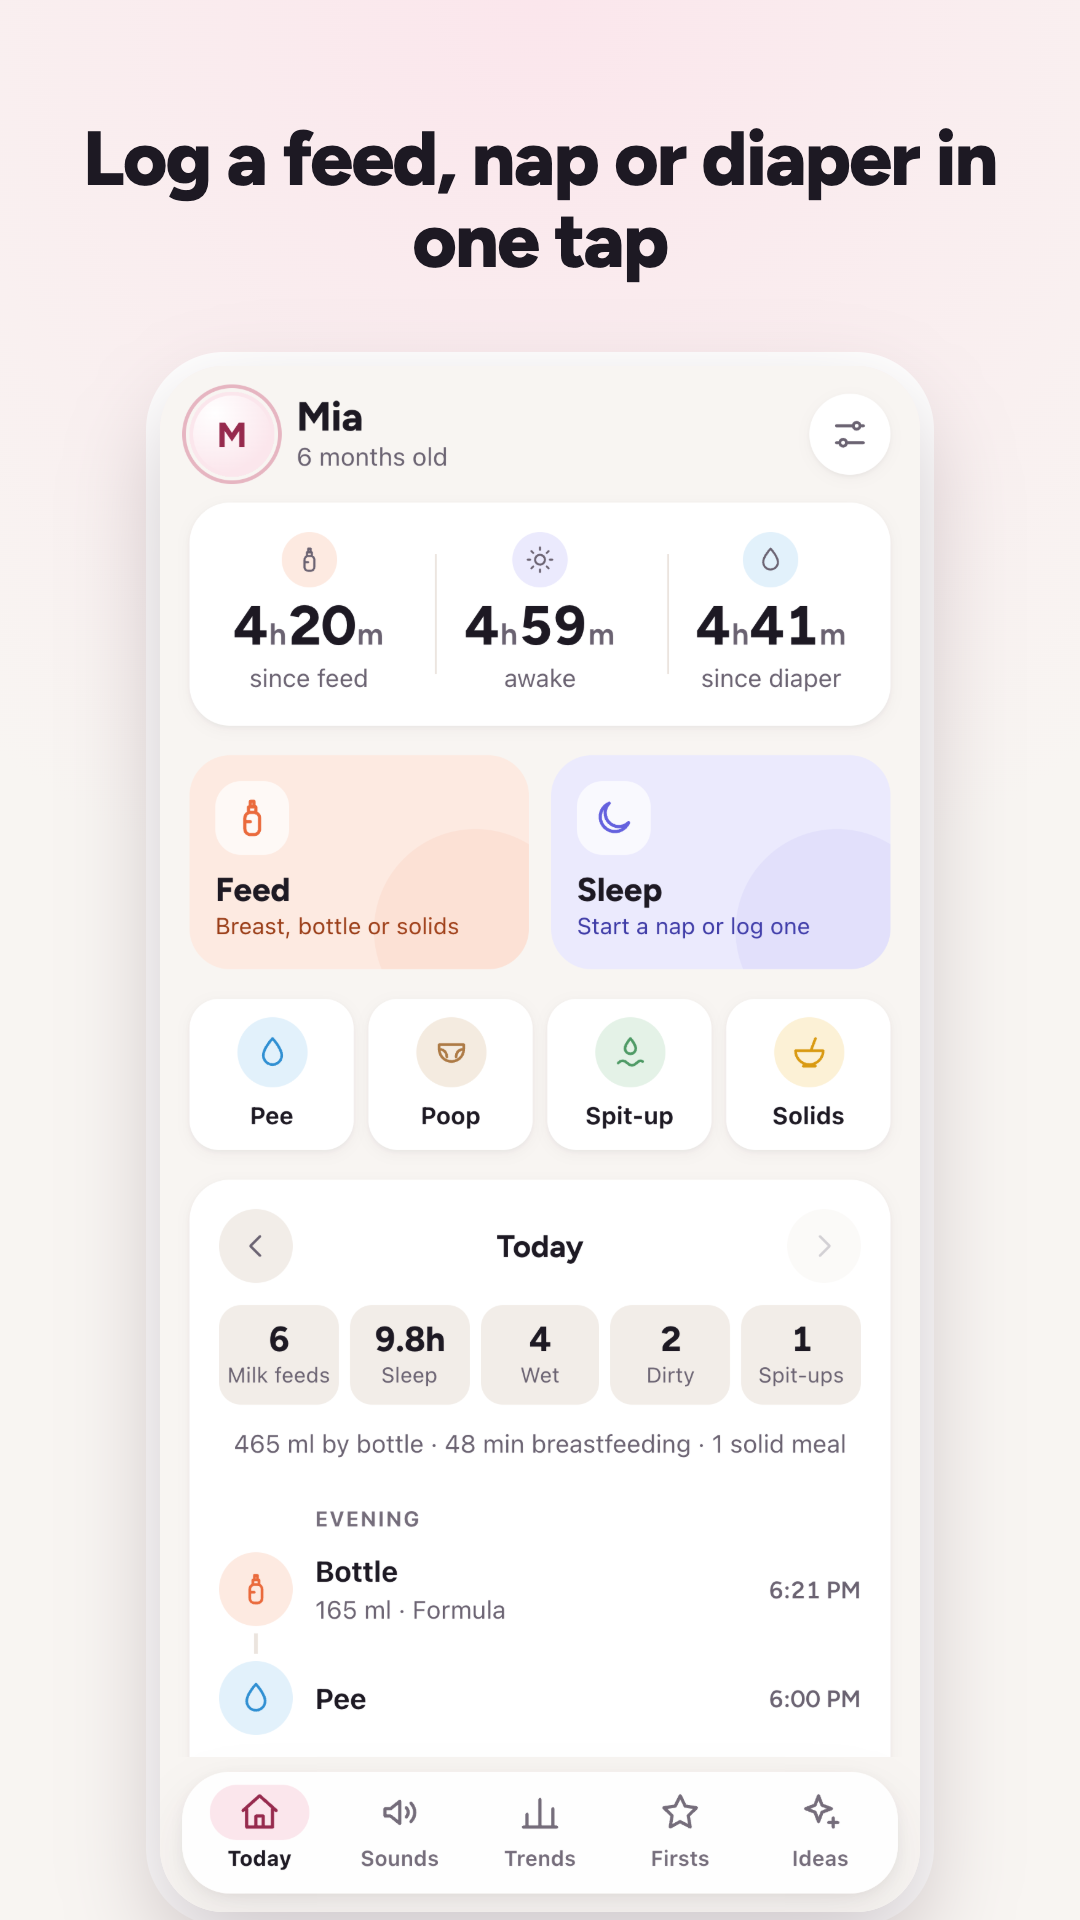 Log a feed, nap or diaper in
one tap
M
Mia
6 months old
4h20m
4h59m
4h41m
since feed
awake
since diaper
Feed
Breast, bottle or solids
Sleep
Start a nap or log one
Pee
Poop
Spit-up
Solids
Today
6
9.8h
4
2
1
Milk feeds
Sleep
Wet
Dirty
Spit-ups
465 ml by bottle · 48 min breastfeeding · 1 solid meal
EVENING
Bottle
165 ml · Formula
6:21 PM
Pee
6:00 PM
Today
Sounds
Trends
Firsts
Ideas